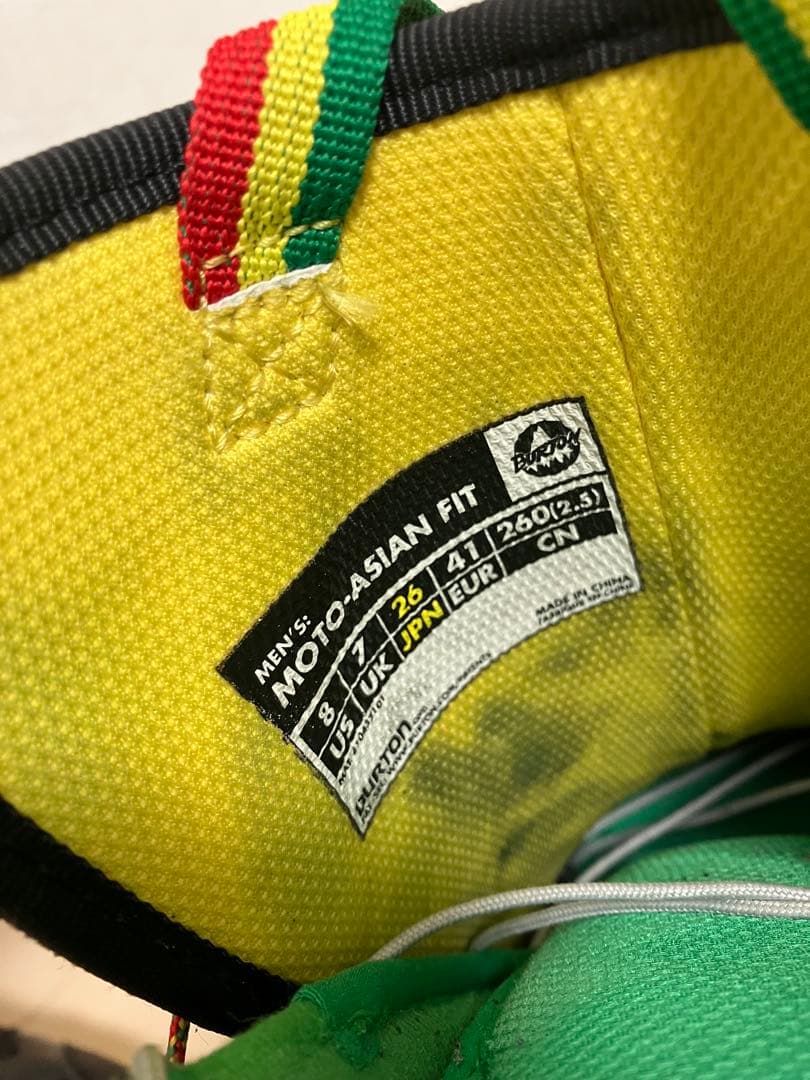 BURTON
MEN'S:
MOTO-ASIAN FIT
8 7 26 41 260(2.5)
US UK JPN EUR CN
MADE IN CHINA
BURTON.COM